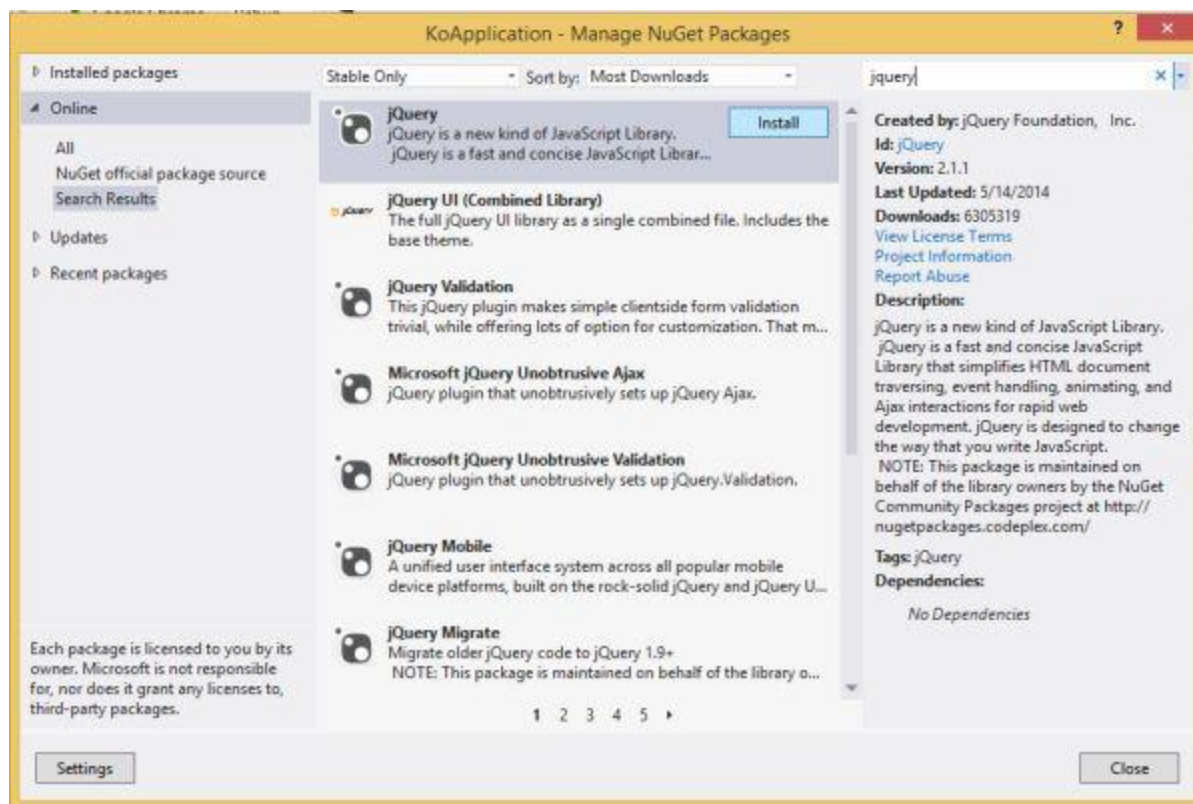 KoApplication - Manage NuGet Packages
?
×
Installed packages
Online
All
NuGet official package source
Search Results
Updates
Recent packages
Each package is licensed to you by its
owner. Microsoft is not responsible
for, nor does it grant any licenses to,
third-party packages.
Settings
Stable Only
Sort by: Most Downloads
jQuery
Install
jQuery is a new kind of JavaScript Library.
jQuery is a fast and concise JavaScript Librar...
jQuery UI (Combined Library)
The full jQuery UI library as a single combined file. Includes the
base theme.
jQuery Validation
This jQuery plugin makes simple clientside form validation
trivial, while offering lots of option for customization. That m...
Microsoft jQuery Unobtrusive Ajax
jQuery plugin that unobtrusively sets up jQuery Ajax.
Microsoft jQuery Unobtrusive Validation
jQuery plugin that unobtrusively sets up jQuery.Validation.
jQuery Mobile
A unified user interface system across all popular mobile
device platforms, built on the rock-solid jQuery and jQuery U...
jQuery Migrate
Migrate older jQuery code to jQuery 1.9+
NOTE: This package is maintained on behalf of the library o...
1 2 3 4 5
jquery
Created by: jQuery Foundation, Inc.
Id: jQuery
Version: 2.1.1
Last Updated: 5/14/2014
Downloads: 6305319
View License Terms
Project Information
Report Abuse
Description:
jQuery is a new kind of JavaScript Library.
jQuery is a fast and concise JavaScript
Library that simplifies HTML document
traversing, event handling, animating, and
Ajax interactions for rapid web
development. jQuery is designed to change
the way that you write JavaScript.
NOTE: This package is maintained on
behalf of the library owners by the NuGet
Community Packages project at http://
nugetpackages.codeplex.com/
Tags: jQuery
Dependencies:
No Dependencies
Close